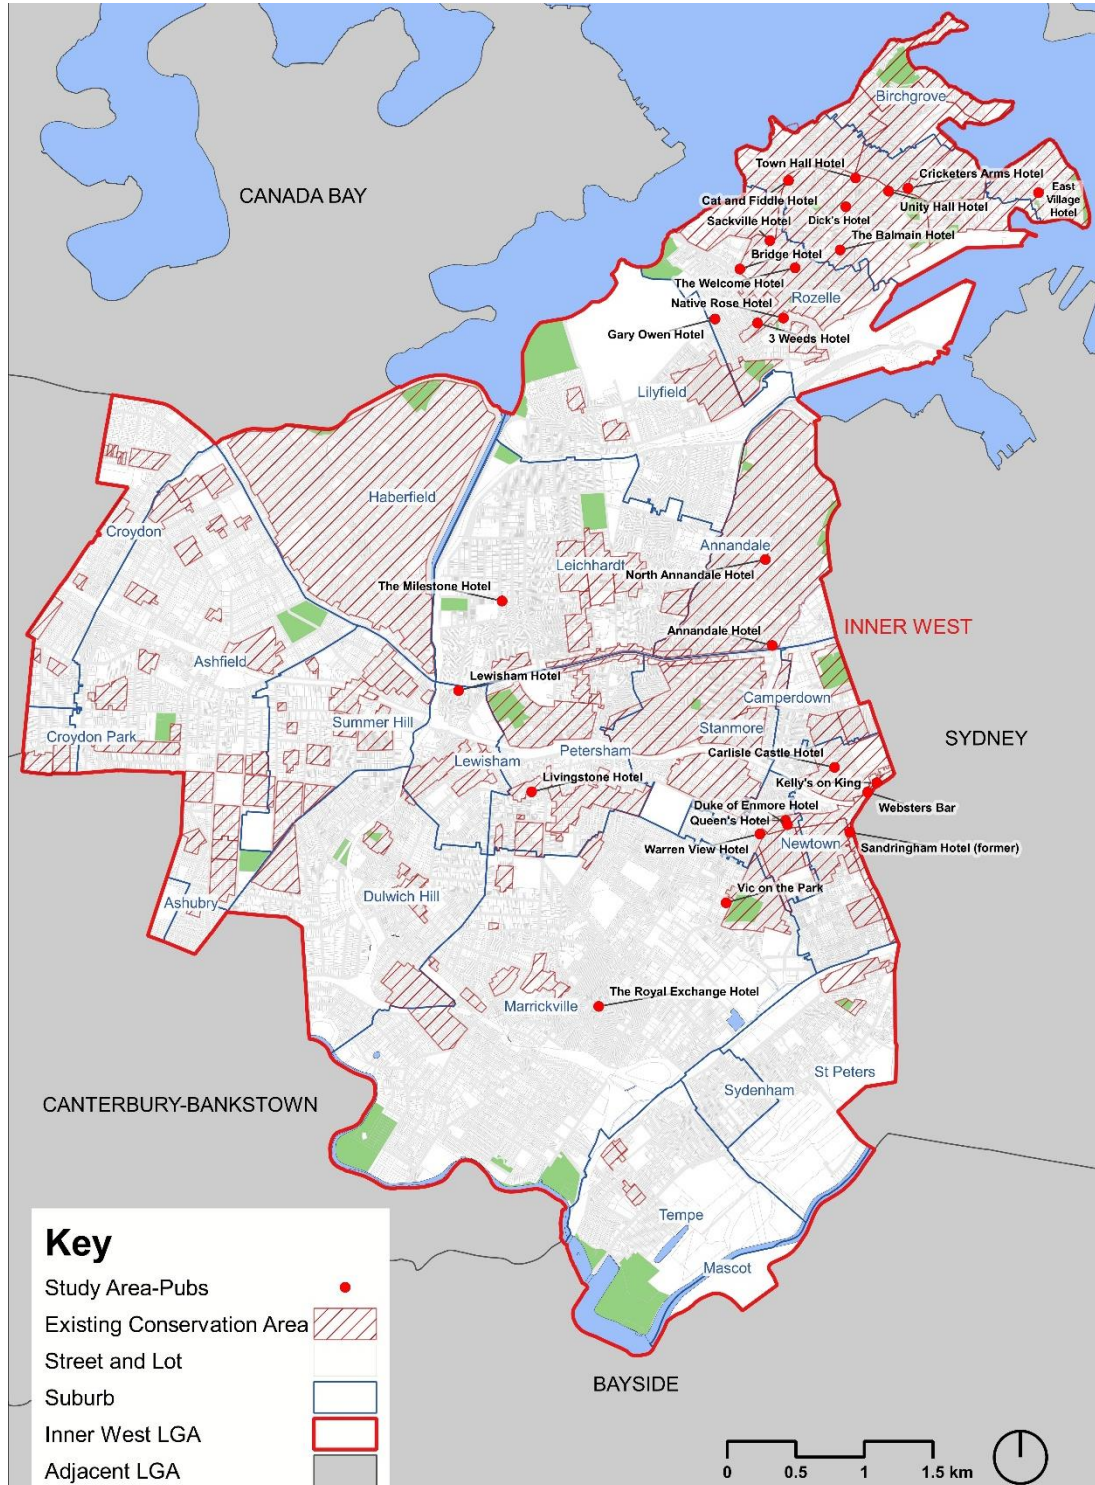 Birchgrove
Town Hall Hotel
Cricketers Arms Hotel
CANADA BAY
Cat and Fiddle Hotel
Unity Hall Hotel
East
Village
Hotel
Sackville Hotel
Dick's Hotel
The Balmain Hotel
Bridge Hotel
The Welcome Hotel
Rozelle
Native Rose Hotel
Gary Owen Hotel
3 Weeds Hotel
Lilyfield
Haberfield
Croydon
Annandale
Leichhardt
North Annandale Hotel
The Milestone Hotel
Annandale Hotel
INNER WEST
Ashfield
Lewisham Hotel
Camperdown
Summer Hill
Stanmore
Croydon Park
SYDNEY
Petersham
Carlisle Castle Hotel
Lewisham
Livingstone Hotel
Kelly's on King
Websters Bar
Duke of Enmore Hotel
Queen's Hotel
Warren View Hotel
Newtown
Sandringham Hotel (former)
Vic on the Park
Dulwich Hill
Ashubry
The Royal Exchange Hotel
Marrickville
St Peters
Sydenham
CANTERBURY-BANKSTOWN
Tempe
Mascot
BAYSIDE
Key
Study Area-Pubs
Existing Conservation Area
Street and Lot
Suburb
Inner West LGA
Adjacent LGA
0 0.5 1 1.5 km